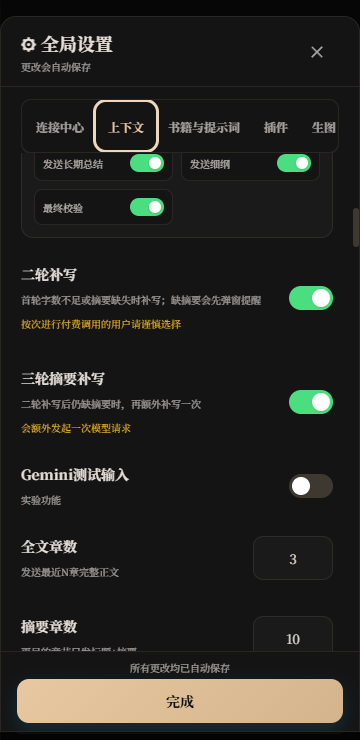 全局设置
更改会自动保存
连接中心
上下文
书籍与提示词
插件
生图
发送长期总结
发送细纲
最终校验
二轮补写
首轮字数不足或摘要缺失时补写；缺摘要会先弹窗提醒
按次进行付费调用的用户请谨慎选择
三轮摘要补写
二轮补写后仍缺摘要时，再额外补写一次
会额外发起一次模型请求
Gemini测试输入
实验功能
全文章数
3
发送最近N章完整正文
摘要章数
10
所有更改均已自动保存
完成